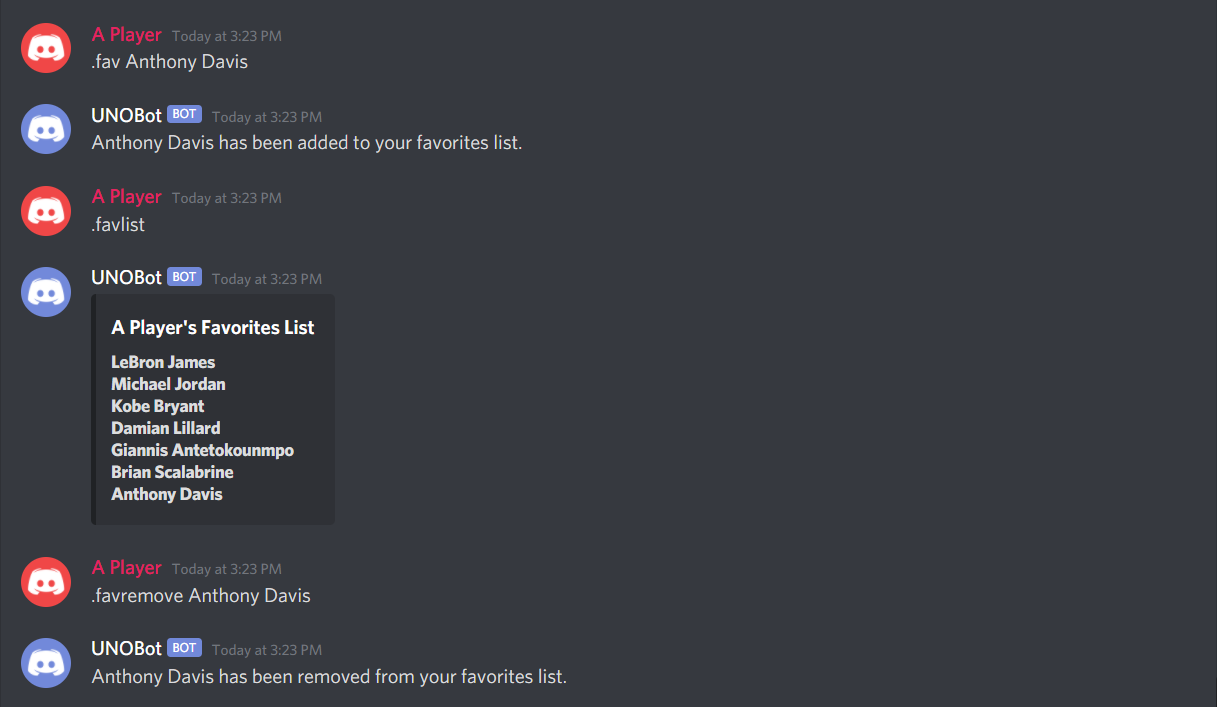 A Player Today at 3:23 PM
.fav Anthony Davis
UNOBot BOT Today at 3:23 PM
Anthony Davis has been added to your favorites list.
A Player Today at 3:23 PM
.favlist
UNOBot BOT Today at 3:23 PM
A Player's Favorites List
LeBron James
Michael Jordan
Kobe Bryant
Damian Lillard
Giannis Antetokounmpo
Brian Scalabrine
Anthony Davis
A Player Today at 3:23 PM
.favremove Anthony Davis
UNOBot BOT Today at 3:23 PM
Anthony Davis has been removed from your favorites list.